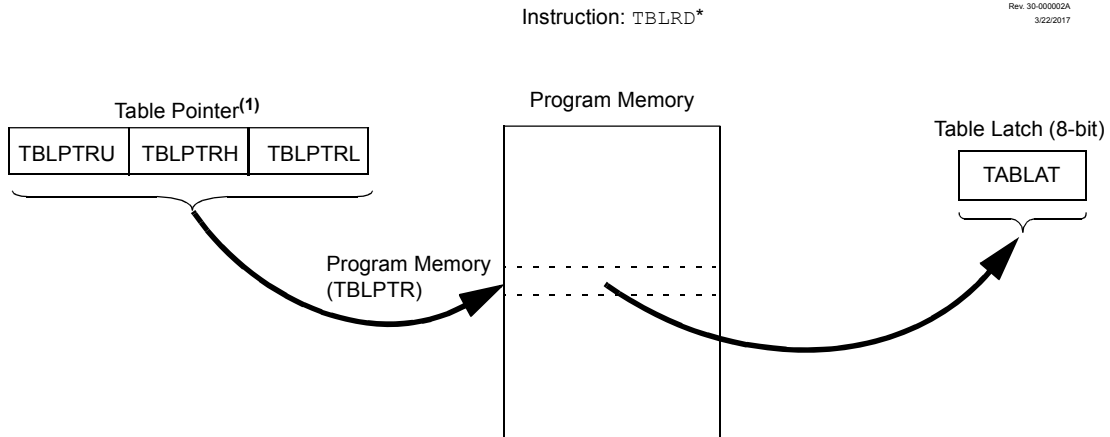 Instruction: TBLRD*
Rev. 30-000002A
3/22/2017
Table Pointer(1)
TBLPTRU TBLPTRH TBLPTRL
Program Memory
Table Latch (8-bit)
TABLAT
Program Memory
(TBLPTR)